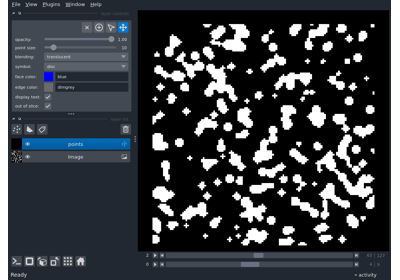 File View Plugins Window Help
opacity: 1.00
point size: 10
blending: translucent
symbol: disc
face color: blue
edge color: dimgrey
display text:
out of slice:
points
Image
2
0
Ready
activity